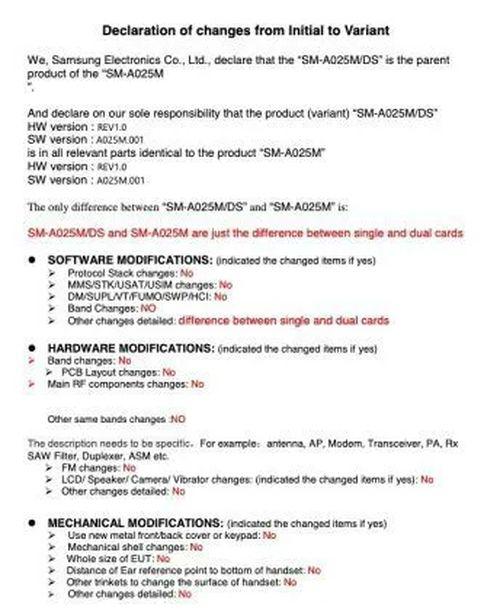 Declaration of changes from Initial to Variant
We, Samsung Electronics Co., Ltd., declare that the "SM-A025M/DS" is the parent
product of the "SM-A025M
".
And declare on our sole responsibility that the product (variant) "SM-A025M/DS"
HW version : REV1.0
SW version : A025M.001
is in all relevant parts identical to the product "SM-A025M"
HW version : REV1.0
SW version : A025M.001
The only difference between "SM-A025M/DS" and "SM-A025M" is:
SM-A025M/DS and SM-A025M are just the difference between single and dual cards
● SOFTWARE MODIFICATIONS: (indicated the changed items if yes)
➢ Protocol Stack changes: No
➢ MMS/STK/USAT/USIM changes: No
➢ DM/SUPL/VT/FUMO/SWP/HCI: No
➢ Band Changes: NO
➢ Other changes detailed: difference between single and dual cards
● HARDWARE MODIFICATIONS: (indicated the changed items if yes)
➢ Band changes: No
➢ PCB Layout changes: No
➢ Main RF components changes: No
Other same bands changes :NO
The description needs to be specific. For example: antenna, AP, Modem, Transceiver, PA, Rx
SAW Filter, Duplexer, ASM etc.
➢ FM changes: No
➢ LCD/ Speaker/ Camera/ Vibrator changes: (indicated the changed items if yes): No
➢ Other changes detailed: No
● MECHANICAL MODIFICATIONS: (indicated the changed items if yes)
➢ Use new metal front/back cover or keypad: No
➢ Mechanical shell changes: No
➢ Whole size of EUT: No
➢ Distance of Ear reference point to bottom of handset: No
➢ Other trinkets to change the surface of handset: No
➢ Other changes detailed: No